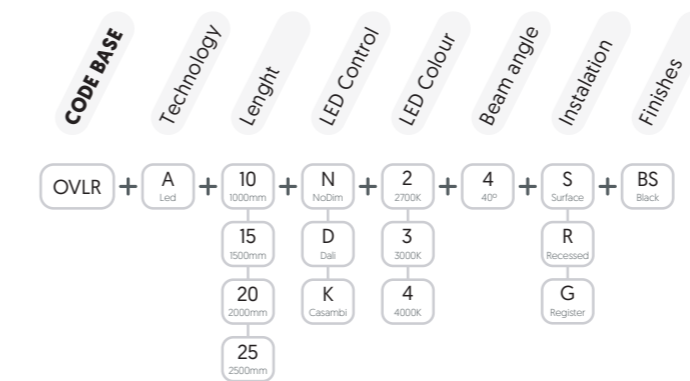 CODE BASE
Technology
Lenght
LED Control
LED Colour
Beam angle
Instalation
Finishes
OVLR + A + 10 + N + 2 + 4 + S + BS
Led 1000mm NoDim 2700K 40º Surface Black
15 D 3 R
1500mm Dali 3000K Recessed
20 K 4 G
2000mm Casambi 4000K Register
25
2500mm